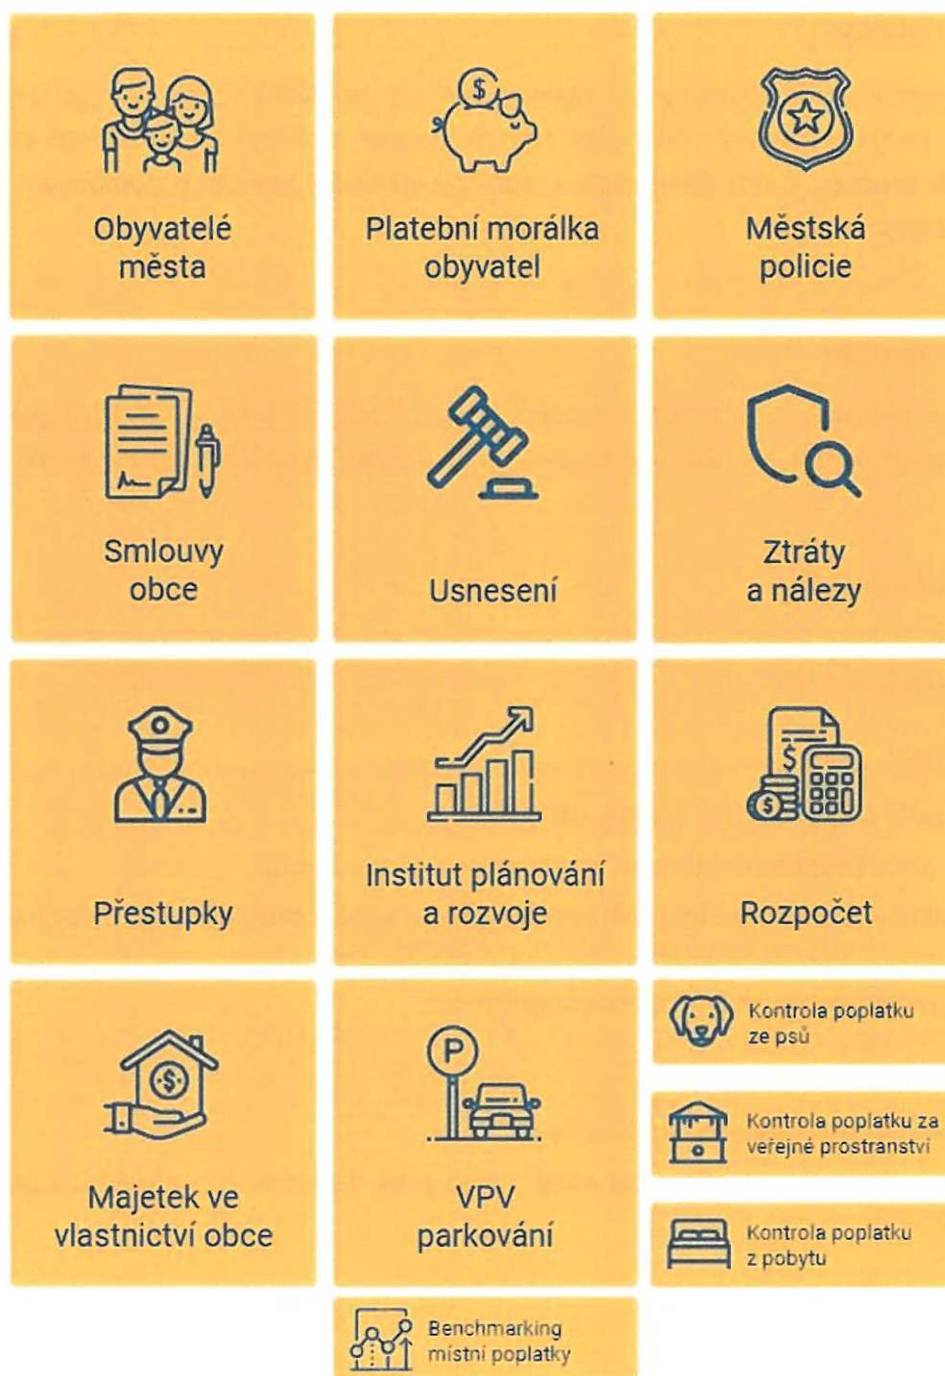 Obyvatelé
města
Platební morálka
obyvatel
Městská
policie
Smlouvy
obce
Usnesení
Ztráty
a nálezy
Přestupky
Institut plánování
a rozvoje
$
$
Rozpočet
$
Majetek ve
vlastnictví obce
P
VPV
parkování
Kontrola poplatku
ze psů
Kontrola poplatku za
veřejné prostranství
Kontrola poplatku
z pobytu
Benchmarking
místní poplatky